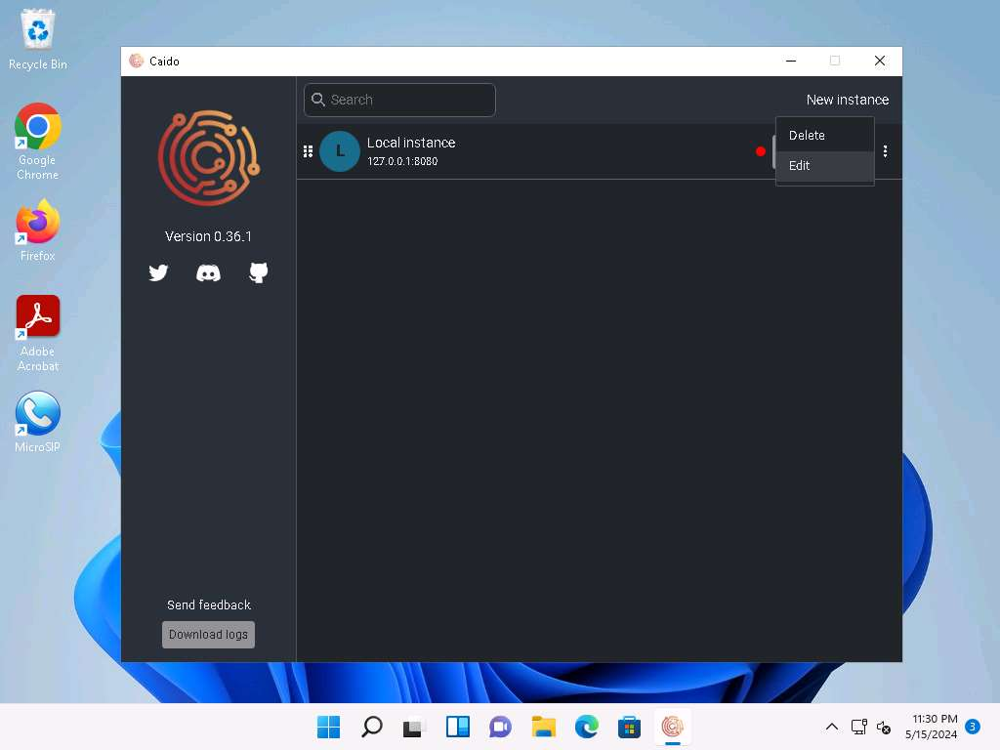 Recycle Bin
Google
Chrome
Firefox
Adobe
Acrobat
MicroSIP
Caido
Version 0.36.1
Send feedback
Download logs
Search
New instance
L
Local instance
127.0.0.1:8080
Delete
Edit
11:30 PM
5/15/2024
3